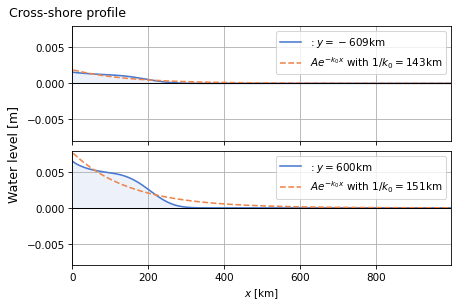 Cross-shore profile
0.005
0.000
−0.005
: y = − 609km
Ae^{−k₀x} with 1/k₀ = 143km
Water level [m]
0.005
0.000
−0.005
: y = 600km
Ae^{−k₀x} with 1/k₀ = 151km
0 200 400 600 800
x [km]